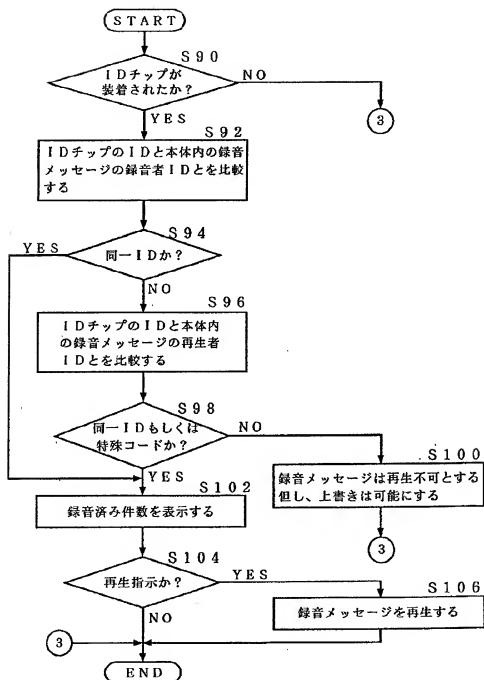 START
S90
IDチップが
装着されたか?
NO
3
YES
S92
IDチップのIDと本体内の録音
メッセージの録音者IDとを比較
する
S94
YES
同一IDか?
NO
S96
IDチップのIDと本体内
の録音メッセージの再生者
IDとを比較する
S98
同一IDもしくは
特殊コードか?
NO
YES
S100
録音メッセージは再生不可とする
但し、上書きは可能にする
3
S102
録音済み件数を表示する
S104
再生指示か?
YES
S106
録音メッセージを再生する
NO
3
END